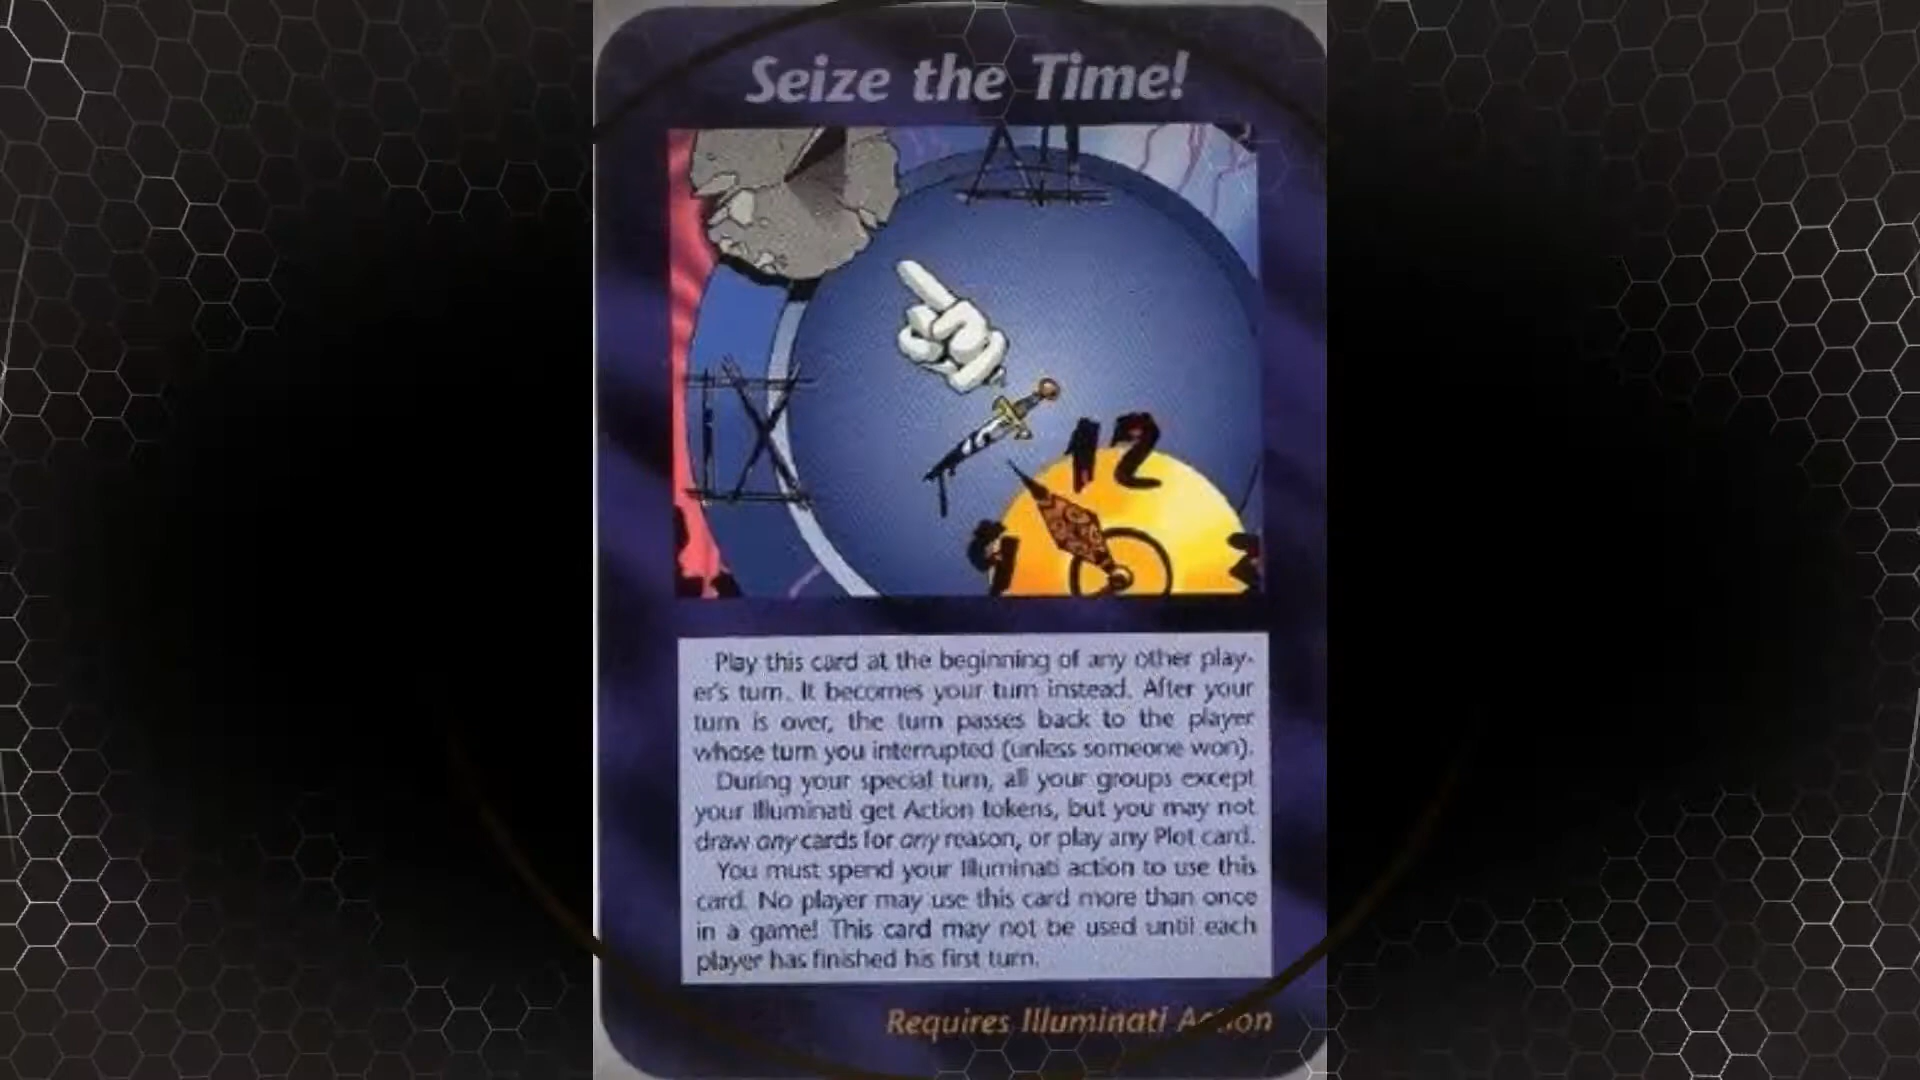 Seize the Time!
XII
IX
12
9
3
Play this card at the beginning of any other play-
er's turn. It becomes your turn instead. After your
turn is over, the turn passes back to the player
whose turn you interrupted (unless someone won).
During your special turn, all your groups except
your Illuminati get Action tokens, but you may not
draw any cards for any reason, or play any Plot card.
You must spend your Illuminati action to use this
card. No player may use this card more than once
in a game! This card may not be used until each
player has finished his first turn.
Requires Illuminati Action